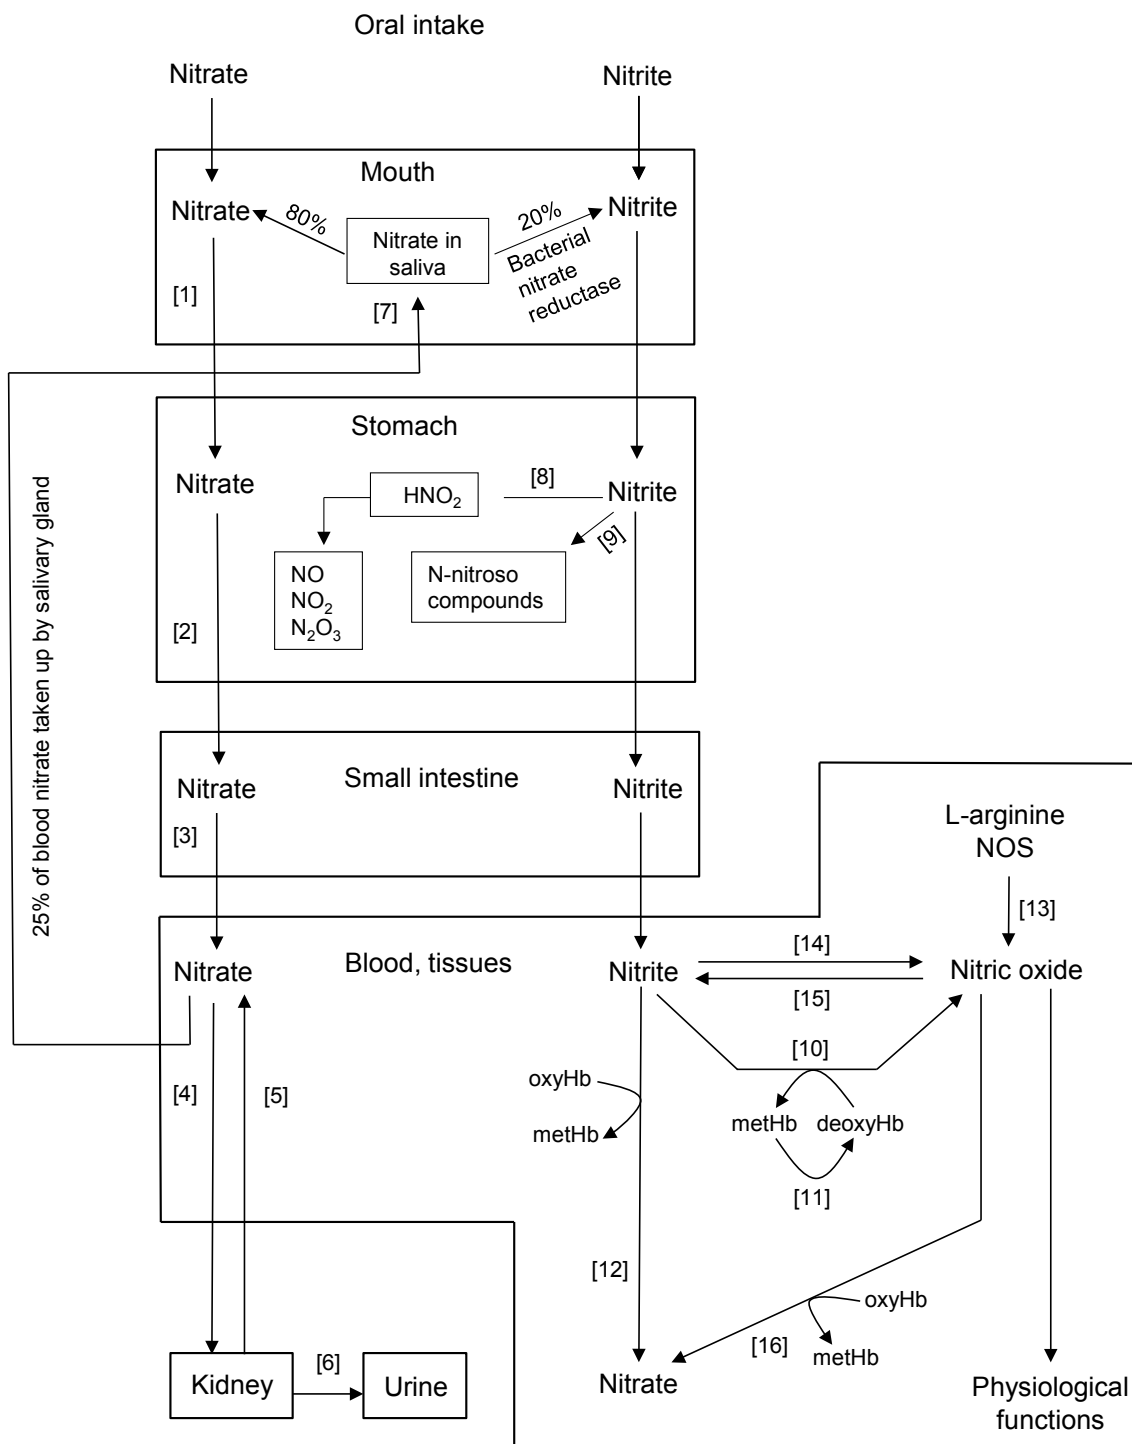 Oral intake
Nitrate
Nitrite
Mouth
Nitrate
80%
Nitrate in
saliva
20%
Bacterial
nitrate
reductase
Nitrite
[1]
[7]
25% of blood nitrate taken up by salivary gland
Stomach
Nitrate
HNO₂
[8]
Nitrite
[9]
NO
NO₂
N₂O₃
N-nitroso
compounds
[2]
Small intestine
Nitrate
Nitrite
[3]
L-arginine
NOS
[13]
Blood, tissues
Nitrate
Nitrite
[14]
[15]
Nitric oxide
[4]
[5]
oxyHb
metHb
[10]
metHb
deoxyHb
[11]
[12]
oxyHb
metHb
[16]
Kidney
[6]
Urine
Nitrate
Physiological
functions